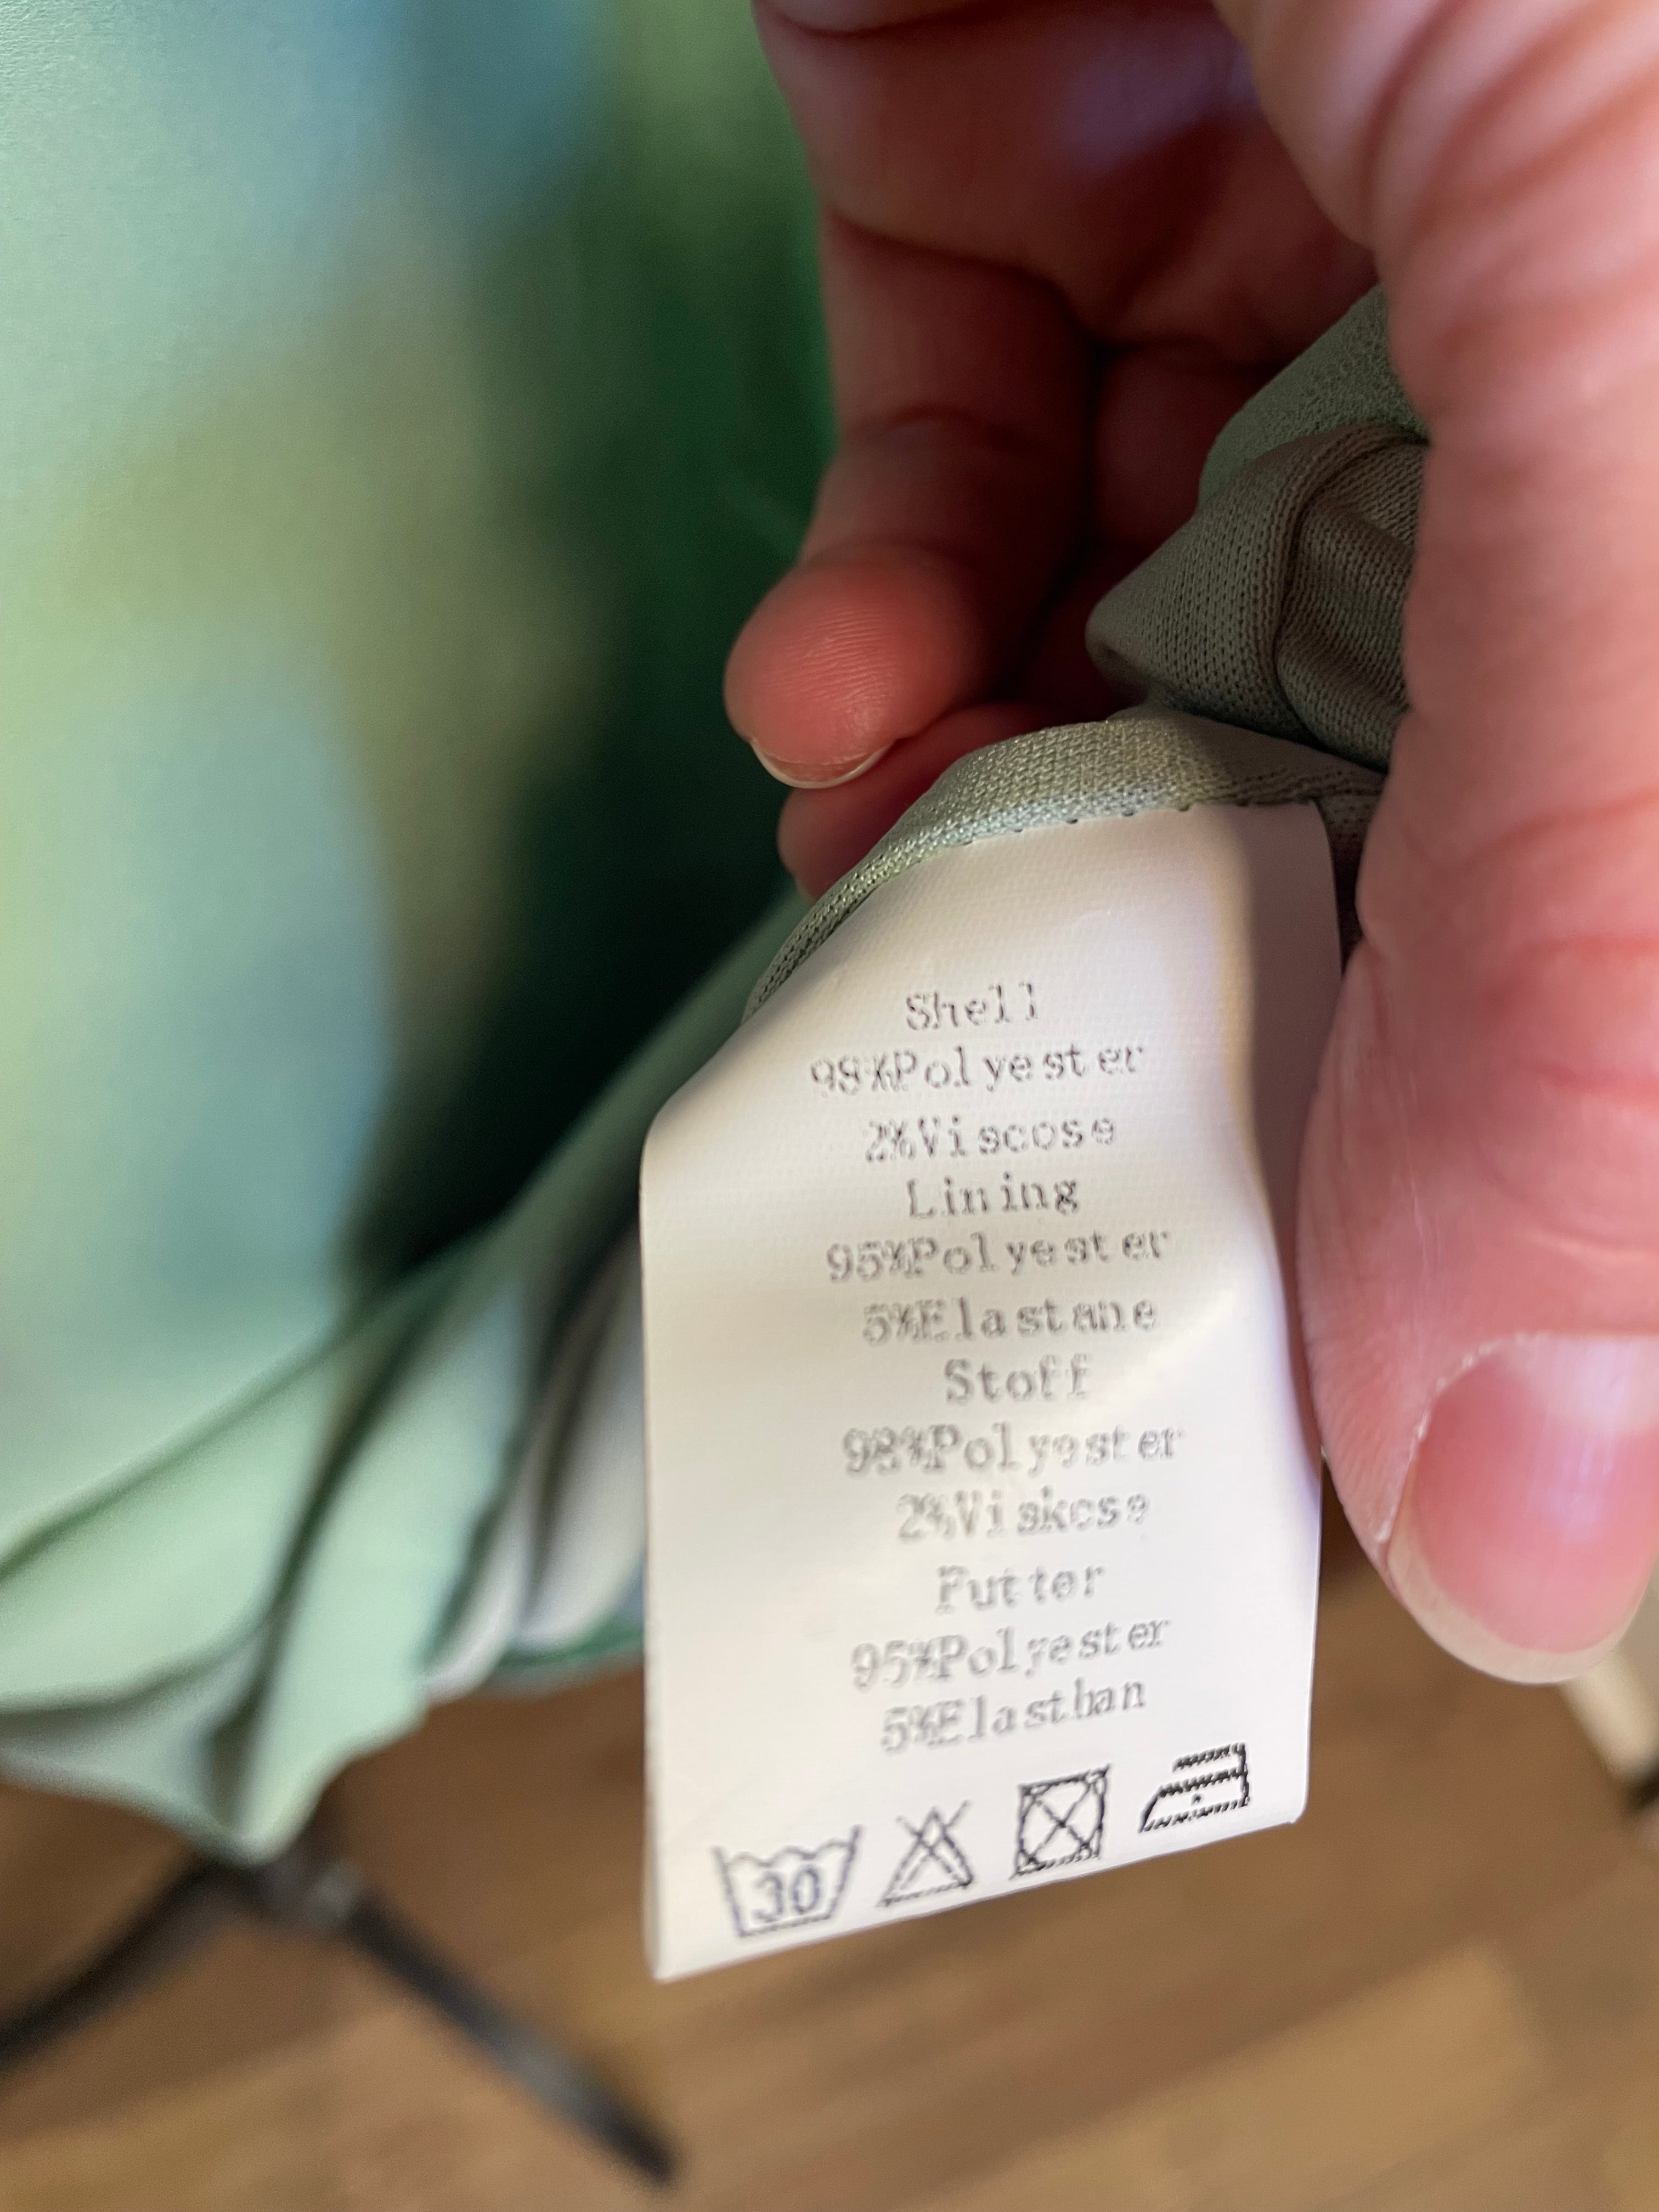 Shell
98%Polyester
2%Viscose
Lining
95%Polyester
5%Elastane
Stoff
98%Polyester
2%Viskose
Futter
95%Polyester
5%Elasthan
30